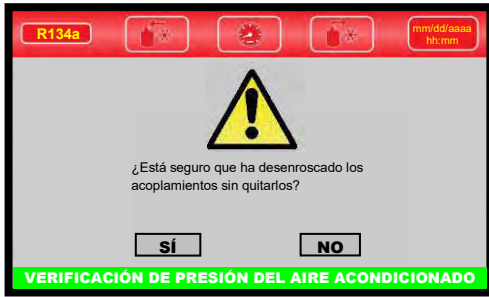 R134a
mm/dd/aaaa
hh:mm
¿Está seguro que ha desenroscado los
acoplamientos sin quitarlos?
SÍ
NO
VERIFICACIÓN DE PRESIÓN DEL AIRE ACONDICIONADO